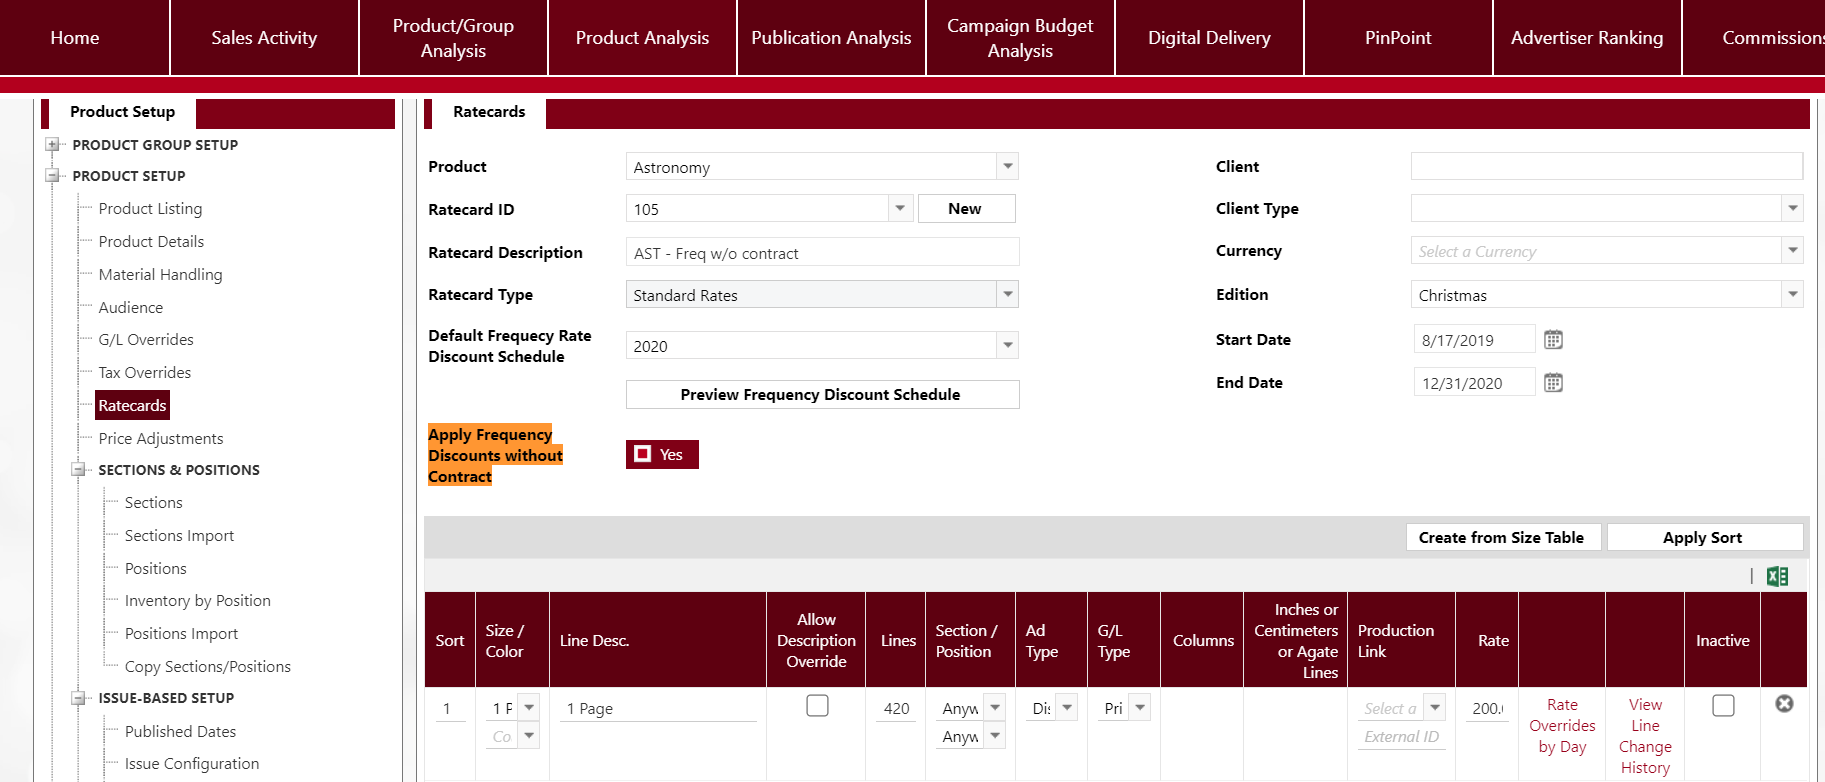 Home
Sales Activity
Product/Group
Analysis
Product Analysis
Publication Analysis
Campaign Budget
Analysis
Digital Delivery
PinPoint
Advertiser Ranking
Commissions
Product Setup
PRODUCT GROUP SETUP
PRODUCT SETUP
Product Listing
Product Details
Material Handling
Audience
G/L Overrides
Tax Overrides
Ratecards
Price Adjustments
SECTIONS & POSITIONS
Sections
Sections Import
Positions
Inventory by Position
Positions Import
Copy Sections/Positions
ISSUE-BASED SETUP
Published Dates
Issue Configuration
Ratecards
Product
Astronomy
Ratecard ID
105
New
Ratecard Description
AST - Freq w/o contract
Ratecard Type
Standard Rates
Default Frequecy Rate
Discount Schedule
2020
Preview Frequency Discount Schedule
Apply Frequency
Discounts without
Contract
Yes
Client
Client Type
Currency
Select a Currency
Edition
Christmas
Start Date
8/17/2019
End Date
12/31/2020
Create from Size Table
Apply Sort
Sort
Size /
Color
Line Desc.
Allow
Description
Override
Lines
Section /
Position
Ad
Type
G/L
Type
Columns
Inches or
Centimeters
or Agate
Lines
Production
Link
Rate
Inactive
1
1 P
Co
1 Page
420
Anyw
Anyw
Dis
Pri
Select a
External ID
200.
Rate
Overrides
by Day
View
Line
Change
History